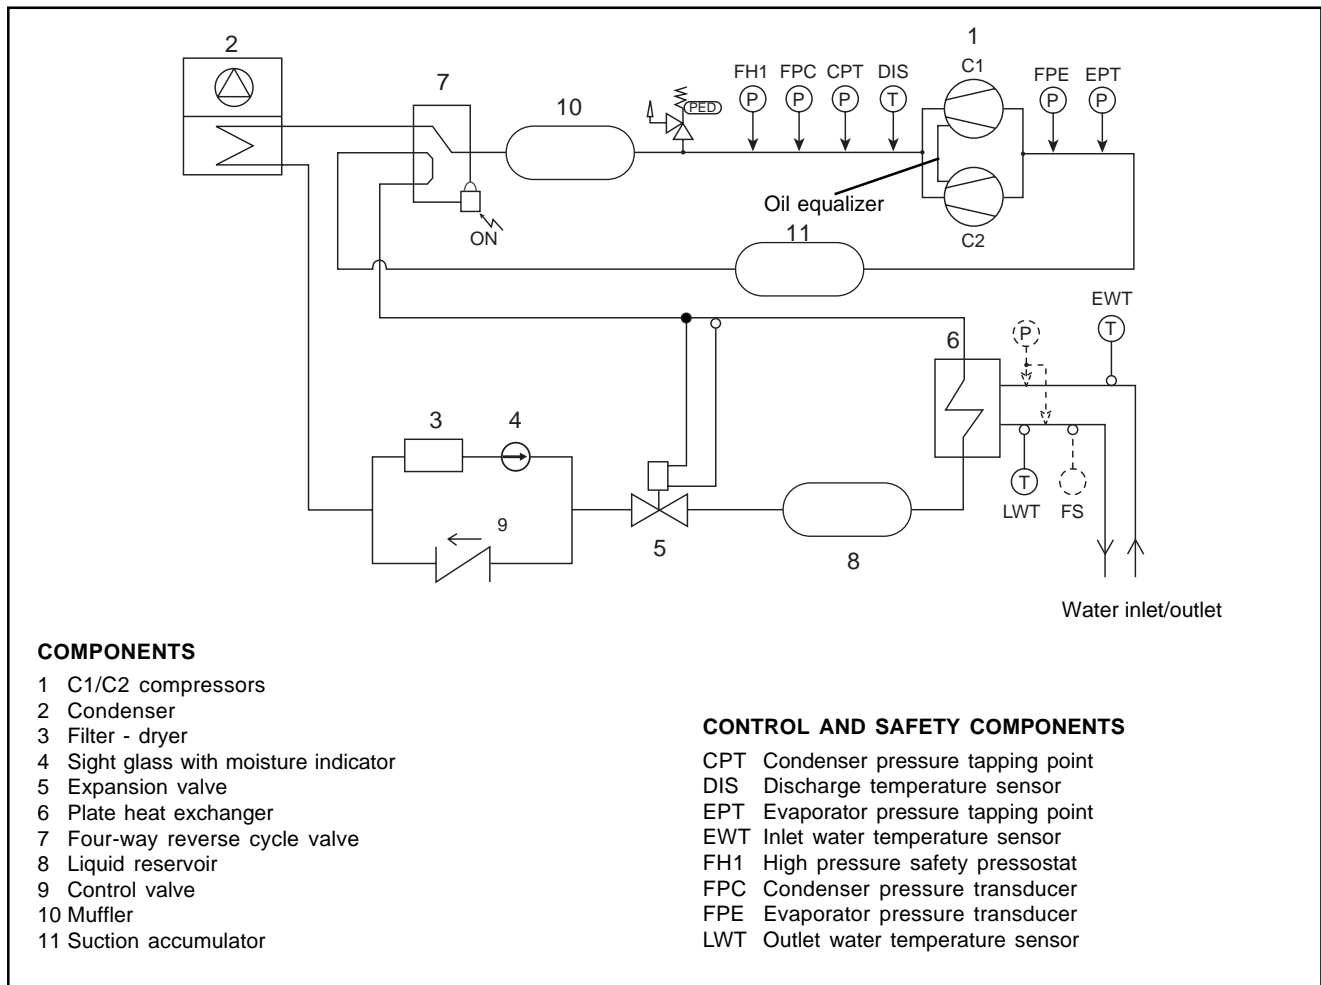 2
7
10
PED
FH1 FPC CPT DIS
P P P T
1
C1
FPE EPT
P P
Oil equalizer
ON
C2
11
EWT
T
P
6
3
4
9
5
8
T
LWT FS
Water inlet/outlet
COMPONENTS
1 C1/C2 compressors
2 Condenser
3 Filter - dryer
4 Sight glass with moisture indicator
5 Expansion valve
6 Plate heat exchanger
7 Four-way reverse cycle valve
8 Liquid reservoir
9 Control valve
10 Muffler
11 Suction accumulator
CONTROL AND SAFETY COMPONENTS
CPT Condenser pressure tapping point
DIS Discharge temperature sensor
EPT Evaporator pressure tapping point
EWT Inlet water temperature sensor
FH1 High pressure safety pressostat
FPC Condenser pressure transducer
FPE Evaporator pressure transducer
LWT Outlet water temperature sensor